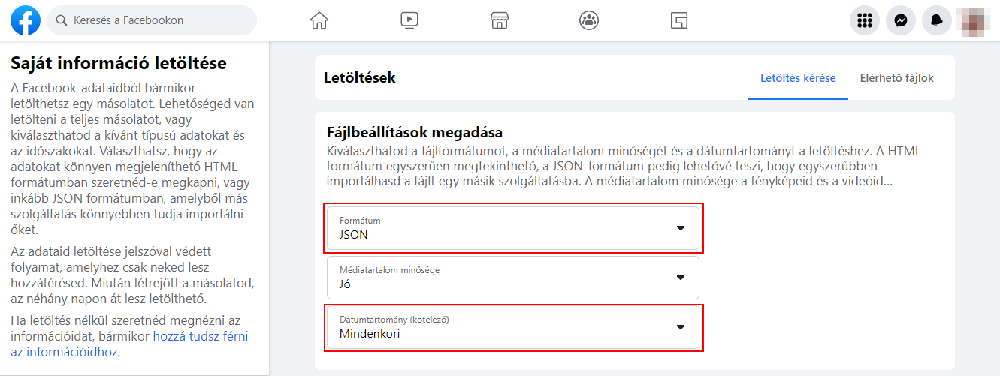 Keresés a Facebookon
Saját információ letöltése
A Facebook-adataidból bármikor
letölthetsz egy másolatot. Lehetőséged van
letölteni a teljes másolatot, vagy
kiválaszthatod a kívánt típusú adatokat és
az időszakokat. Választhatsz, hogy az
adatokat könnyen megjeleníthető HTML
formátumban szeretnéd-e megkapni, vagy
inkább JSON formátumban, amelyből más
szolgáltatás könnyebben tudja importálni
őket.
Az adataid letöltése jelszóval védett
folyamat, amelyhez csak neked lesz
hozzáférésed. Miután létrejött a másolatod,
az néhány napon át lesz letölthető.
Ha letöltés nélkül szeretnéd megnézni az
információidat, bármikor hozzá tudsz férni
az információidhoz.
Letöltések
Letöltés kérése
Elérhető fájlok
Fájlbeállítások megadása
Kiválaszthatod a fájlformátumot, a médiatartalom minőségét és a dátumtartományt a letöltéshez. A HTML-
formátum egyszerűen megtekinthető, a JSON-formátum pedig lehetővé teszi, hogy egyszerűbben
importálhasd a fájlt egy másik szolgáltatásba. A médiatartalom minősége a fényképeid és a videóid...
Formátum
JSON
Médiatartalom minősége
Jó
Dátumtartomány (kötelező)
Mindenkori